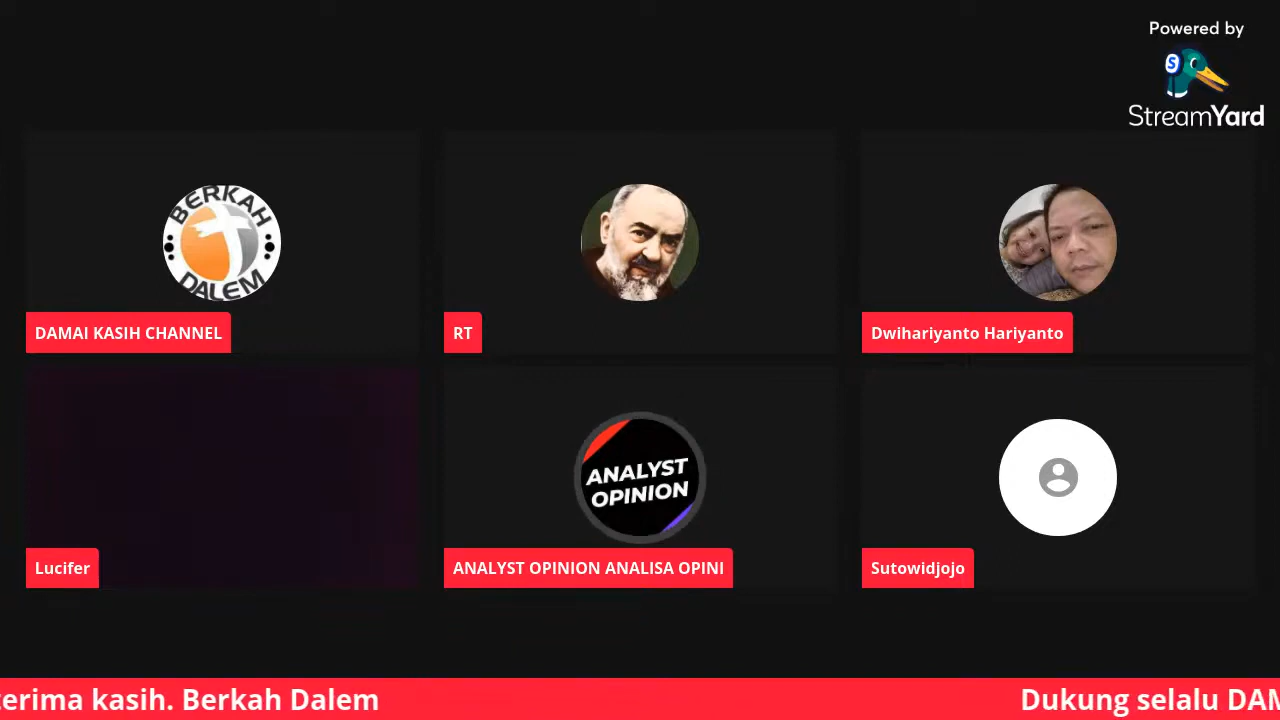 Powered by
S
StreamYard
BERKAH
DALEM
DAMAI KASIH CHANNEL
RT
Dwihariyanto Hariyanto
Lucifer
ANALYST
OPINION
ANALYST OPINION ANALISA OPINI
Sutowidjojo
terima kasih. Berkah Dalem
Dukung selalu DAM